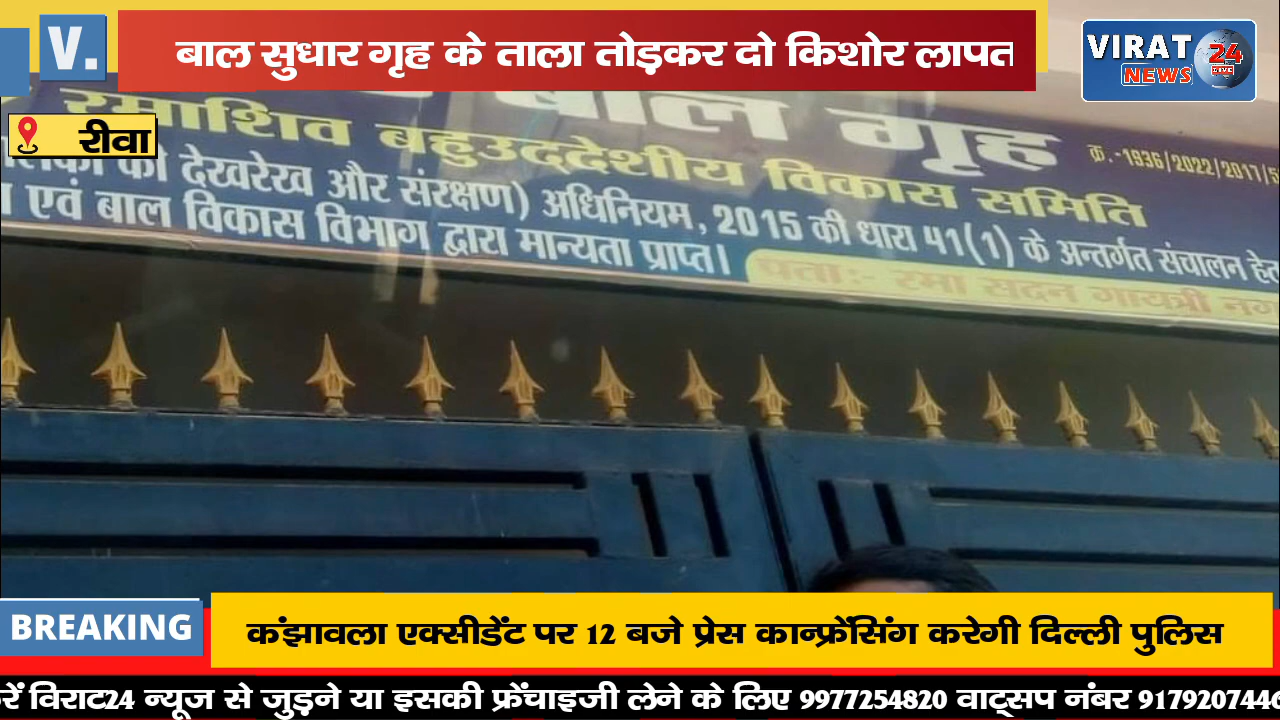 V.
बाल सुधार गृह के ताला तोड़कर दो किशोर लापत
VIRAT 24
NEWS LIVE
रीवा
बाल गृह
रमाशिव बहुउद्देशीय विकास समिति
क्र.-1936/2022/2017/5
की देखरेख और संरक्षण) अधिनियम, 2015 की धारा 41(1) के अन्तर्गत संचालन हेतु
एवं बाल विकास विभाग द्वारा मान्यता प्राप्त।
पता:- रमा सदन गायत्री नग
BREAKING
कंझावला एक्सीडेंट पर 12 बजे प्रेस कान्फ्रेंसिंग करेगी दिल्ली पुलिस
रें विराट24 न्यूज से जुड़ने या इसकी फ्रेंचाइजी लेने के लिए 9977254820 वाट्सप नंबर 917920744